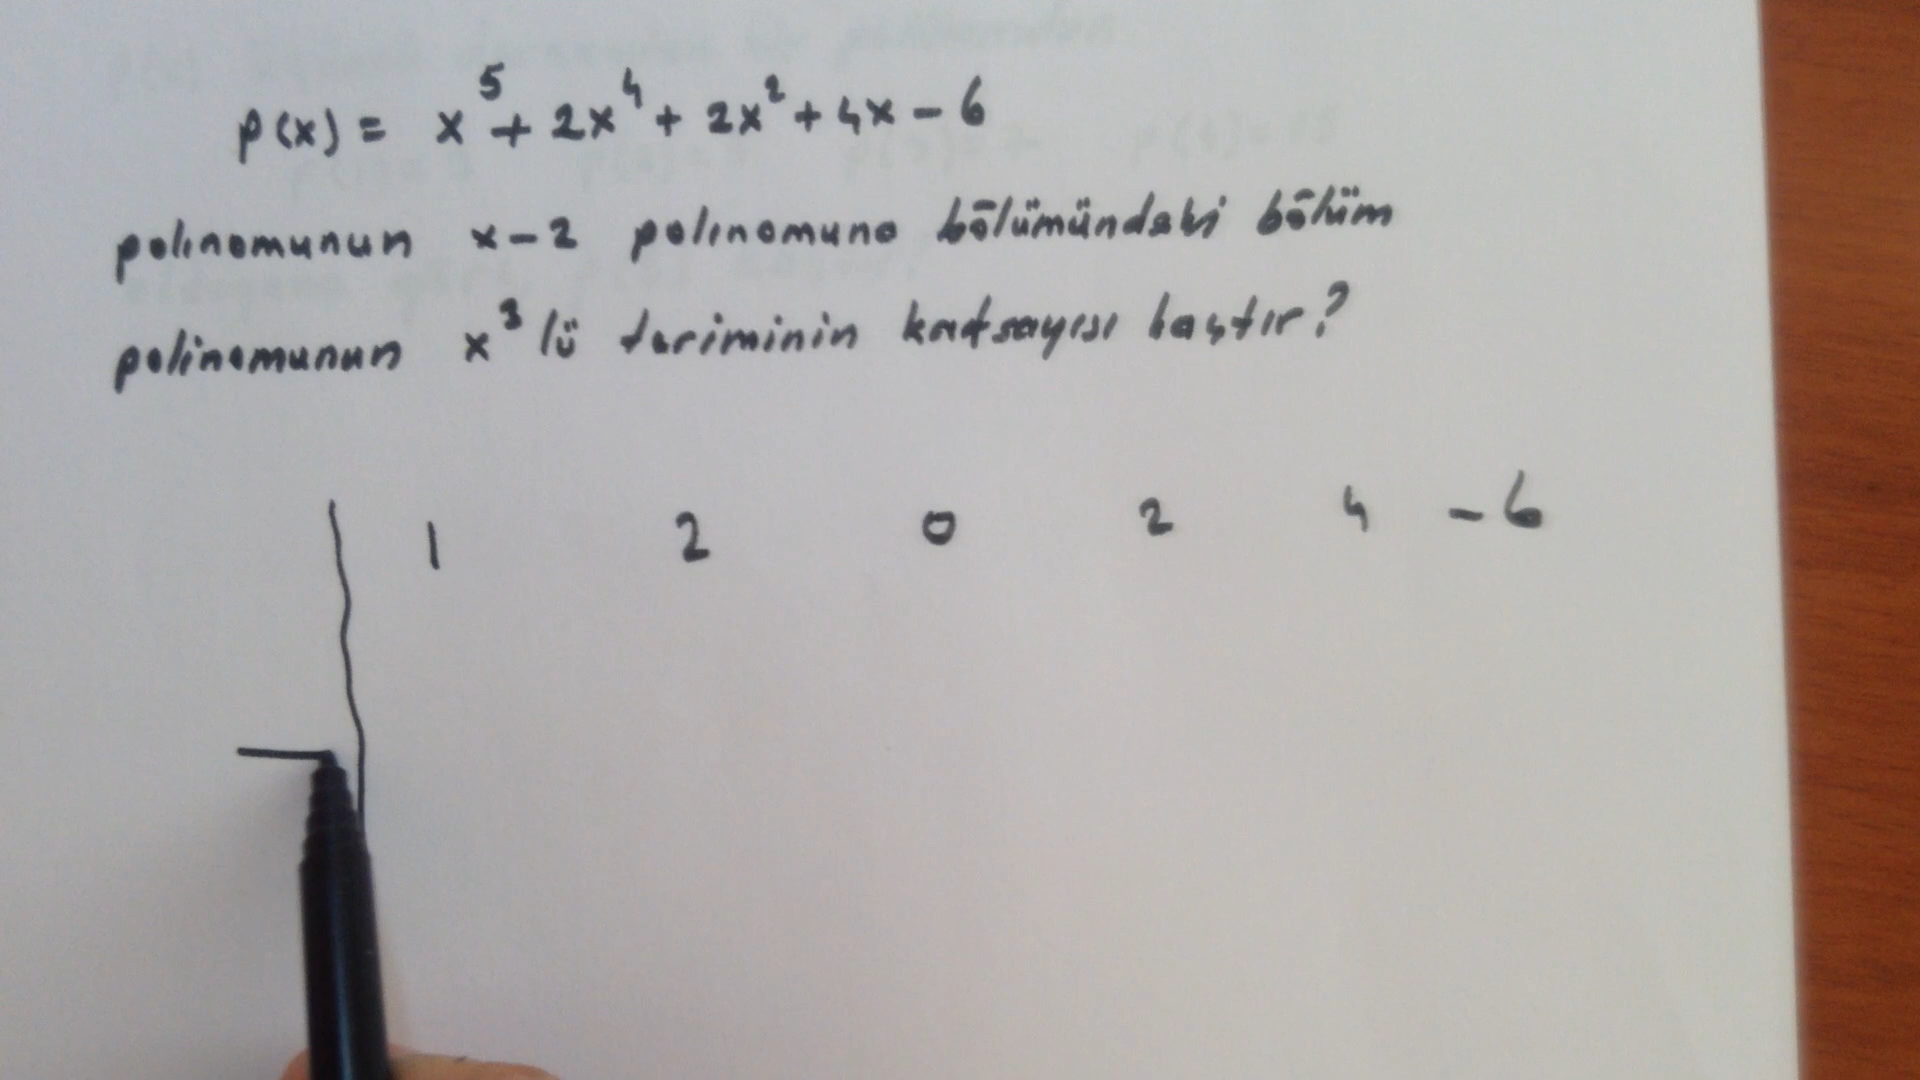 p(x) = x⁵ + 2x⁴ + 2x² + 4x - 6
polinomunun x-2 polinomuna bölümündeki bölüm
polinomunun x³ lü teriminin katsayısı kaçtır?
1 2 0 2 4 -6